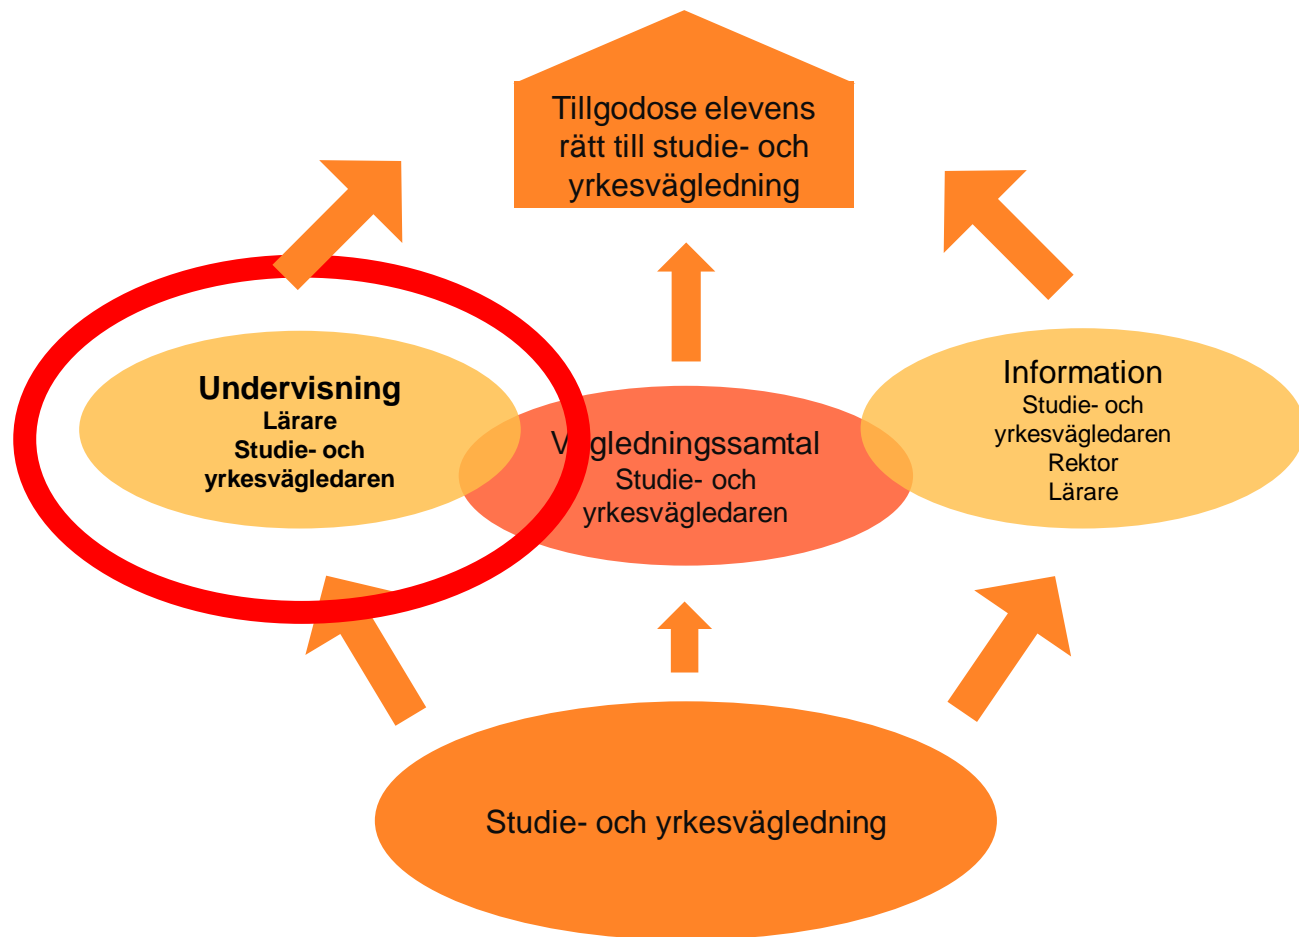 Tillgodose elevens
rätt till studie- och
yrkesvägledning
Undervisning
Lärare
Studie- och
yrkesvägledaren
Vägledningssamtal
Studie- och
yrkesvägledaren
Information
Studie- och
yrkesvägledaren
Rektor
Lärare
Studie- och yrkesvägledning